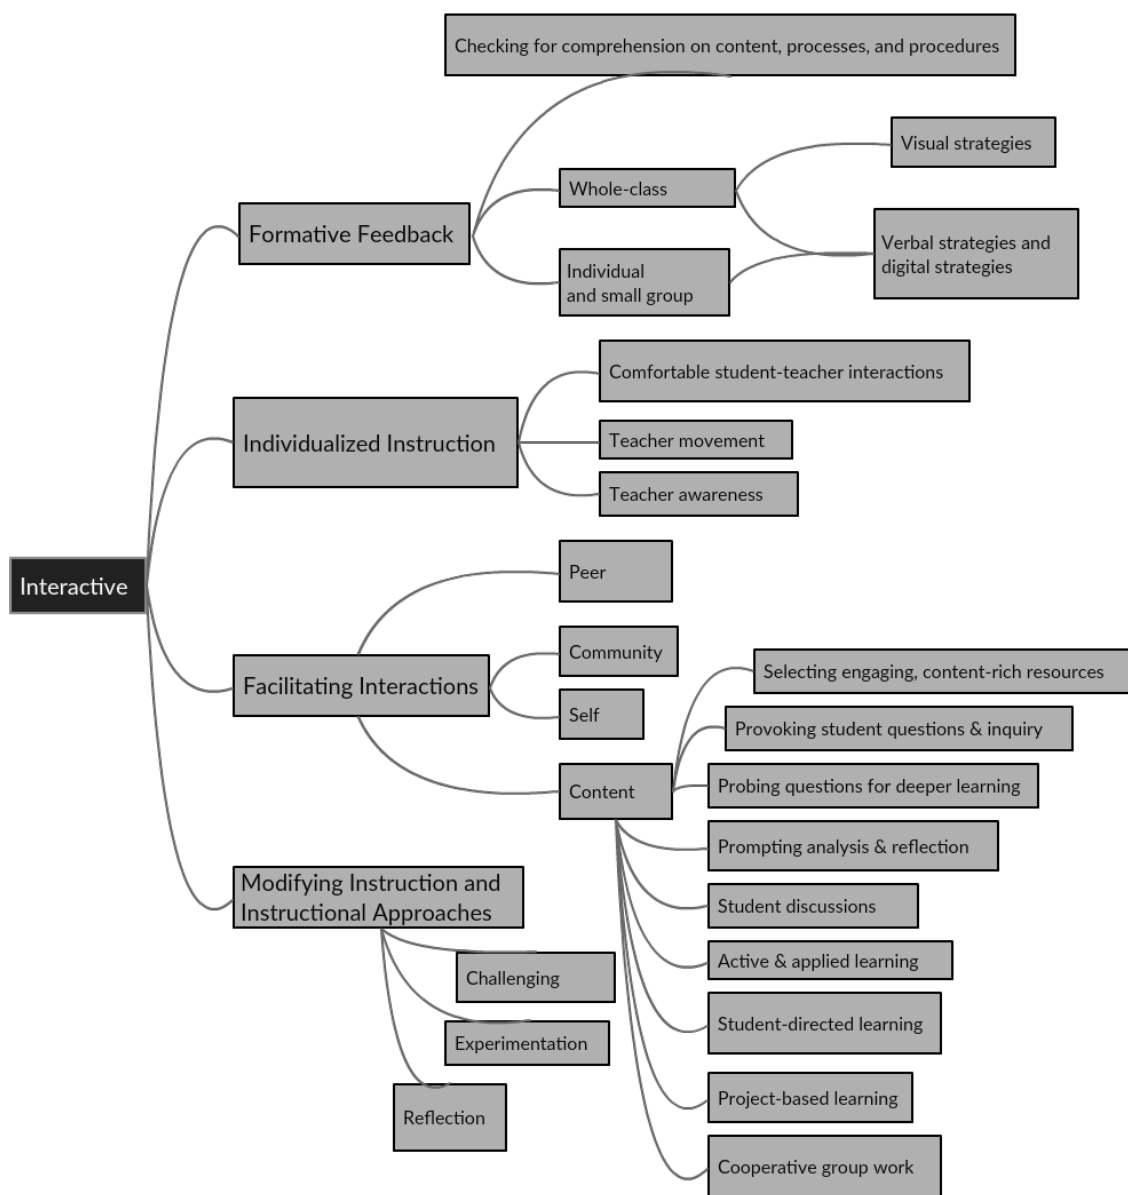 Checking for comprehension on content, processes, and procedures
Visual strategies
Whole-class
Formative Feedback
Verbal strategies and
digital strategies
Individual
and small group
Comfortable student-teacher interactions
Individualized Instruction
Teacher movement
Teacher awareness
Interactive
Peer
Community
Facilitating Interactions
Self
Content
Selecting engaging, content-rich resources
Provoking student questions & inquiry
Probing questions for deeper learning
Prompting analysis & reflection
Student discussions
Active & applied learning
Student-directed learning
Project-based learning
Cooperative group work
Modifying Instruction and
Instructional Approaches
Challenging
Experimentation
Reflection